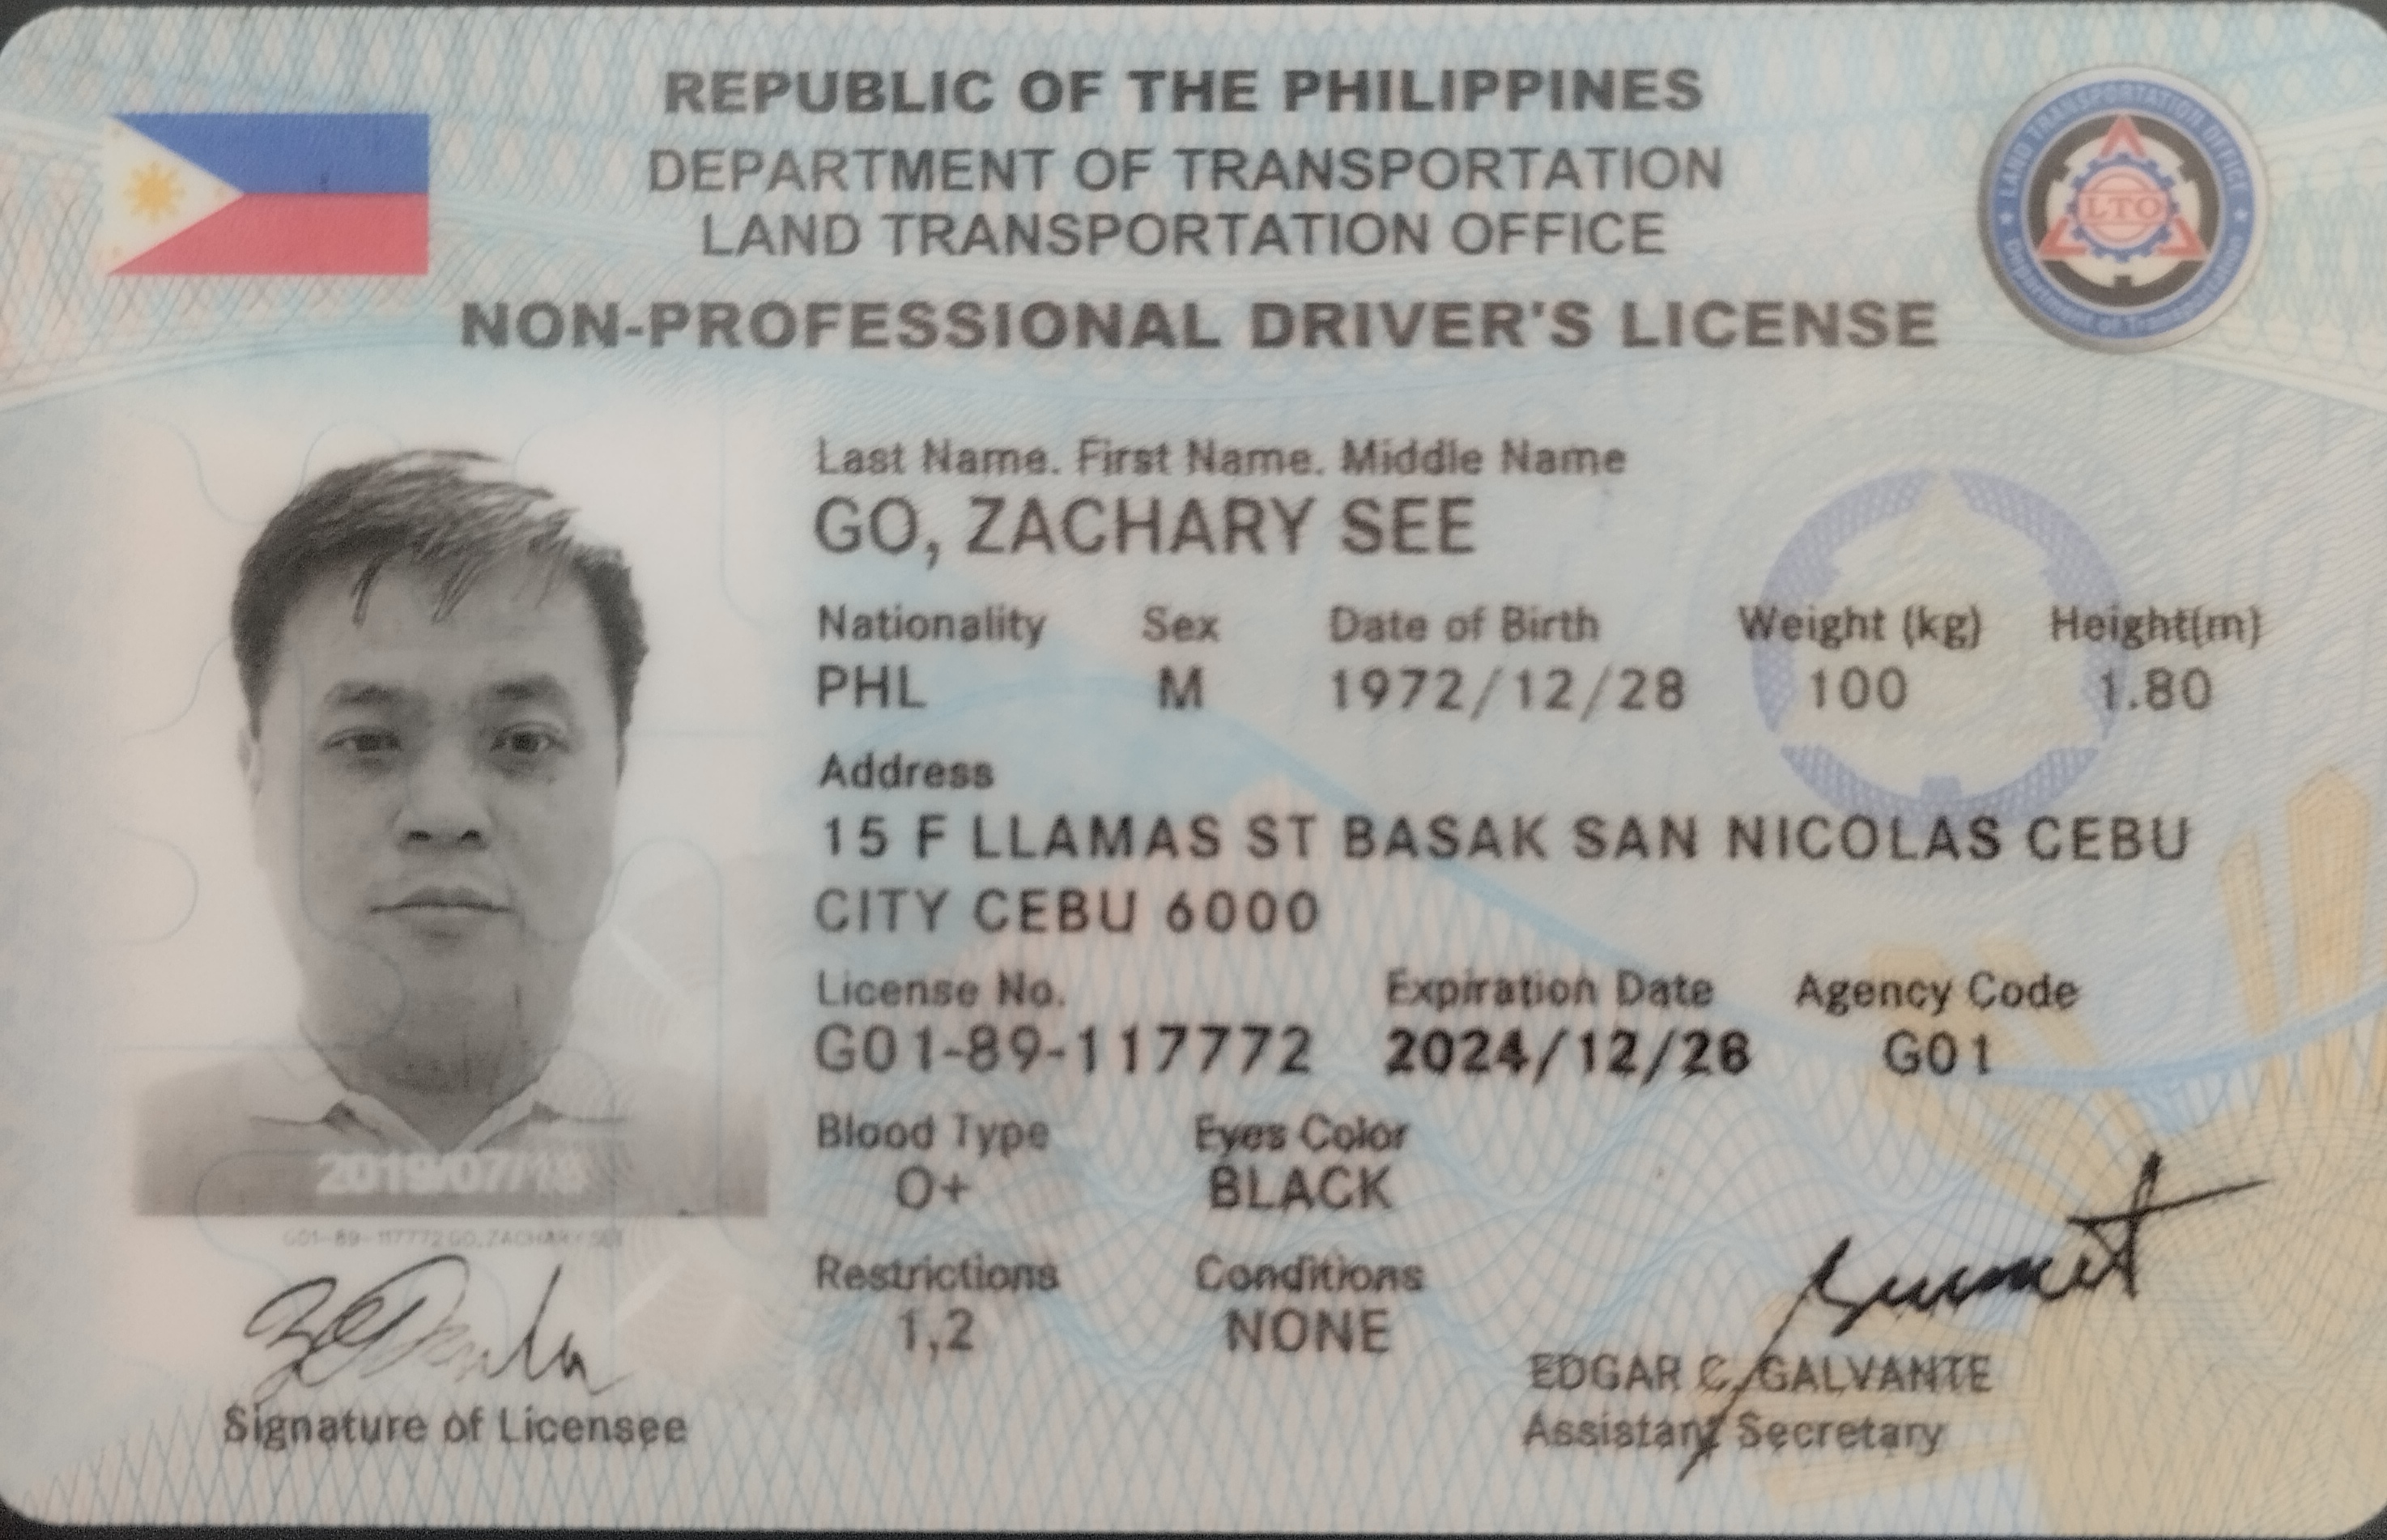 REPUBLIC OF THE PHILIPPINES
DEPARTMENT OF TRANSPORTATION
LAND TRANSPORTATION OFFICE
NON-PROFESSIONAL DRIVER'S LICENSE
LAND TRANSPORTATION OFFICE
LTO
Department of Transportation
Last Name. First Name. Middle Name
GO, ZACHARY SEE
Nationality Sex Date of Birth Weight (kg) Height(m)
PHL M 1972/12/28 100 1.80
Address
15 F LLAMAS ST BASAK SAN NICOLAS CEBU
CITY CEBU 6000
License No. Expiration Date Agency Code
G01-89-117772 2024/12/28 G01
Blood Type Eyes Color
O+ BLACK
Restrictions Conditions
1,2 NONE
2019/07/18
G01-89-117772 GO, ZACHARY SEE
Signature of Licensee
EDGAR C. GALVANTE
Assistant Secretary